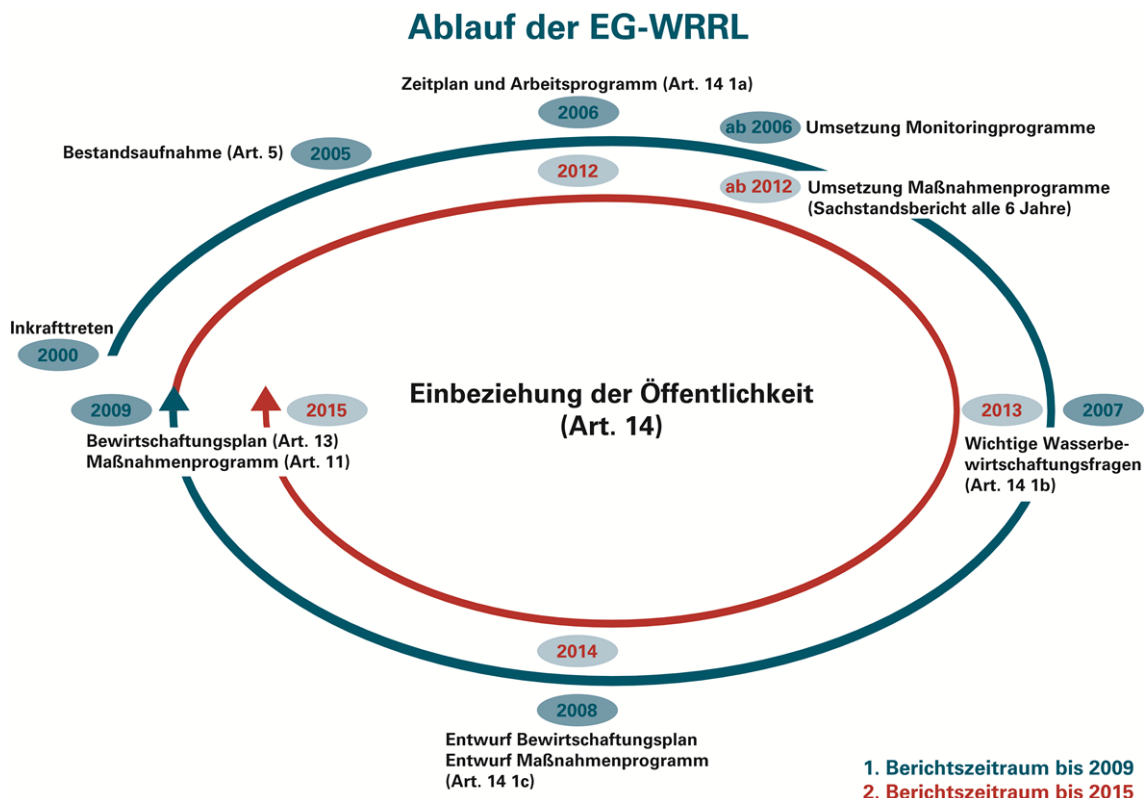 Ablauf der EG-WRRL
Zeitplan und Arbeitsprogramm (Art. 14 1a)
2006
ab 2006 Umsetzung Monitoringprogramme
Bestandsaufnahme (Art. 5) 2005
2012
ab 2012 Umsetzung Maßnahmenprogramme
(Sachstandsbericht alle 6 Jahre)
Inkrafttreten
2000
2009
2015
Bewirtschaftungsplan (Art. 13)
Maßnahmenprogramm (Art. 11)
Einbeziehung der Öffentlichkeit
(Art. 14)
2013
2007
Wichtige Wasserbe-
wirtschaftungsfragen
(Art. 14 1b)
2014
2008
Entwurf Bewirtschaftungsplan
Entwurf Maßnahmenprogramm
(Art. 14 1c)
1. Berichtszeitraum bis 2009
2. Berichtszeitraum bis 2015